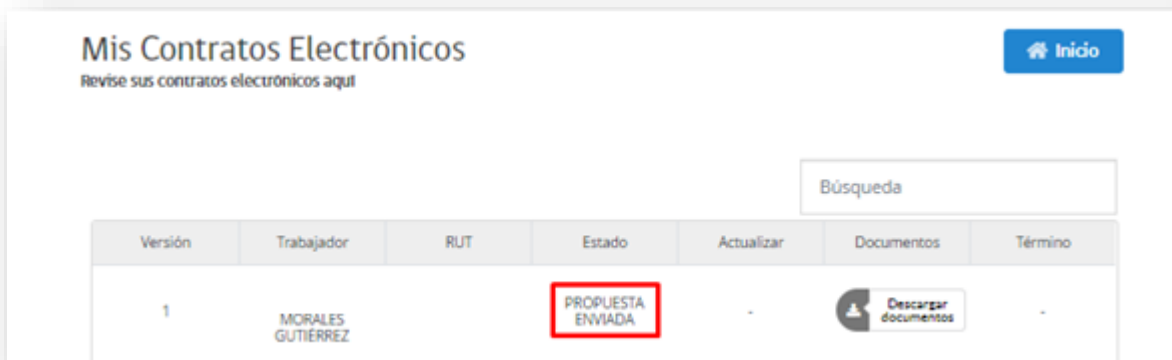 Mis Contratos Electrónicos
Inicio
Revise sus contratos electrónicos aquí
Búsqueda
Versión Trabajador RUT Estado Actualizar Documentos Término
1 MORALES GUTIÉRREZ PROPUESTA ENVIADA - Descargar documentos -